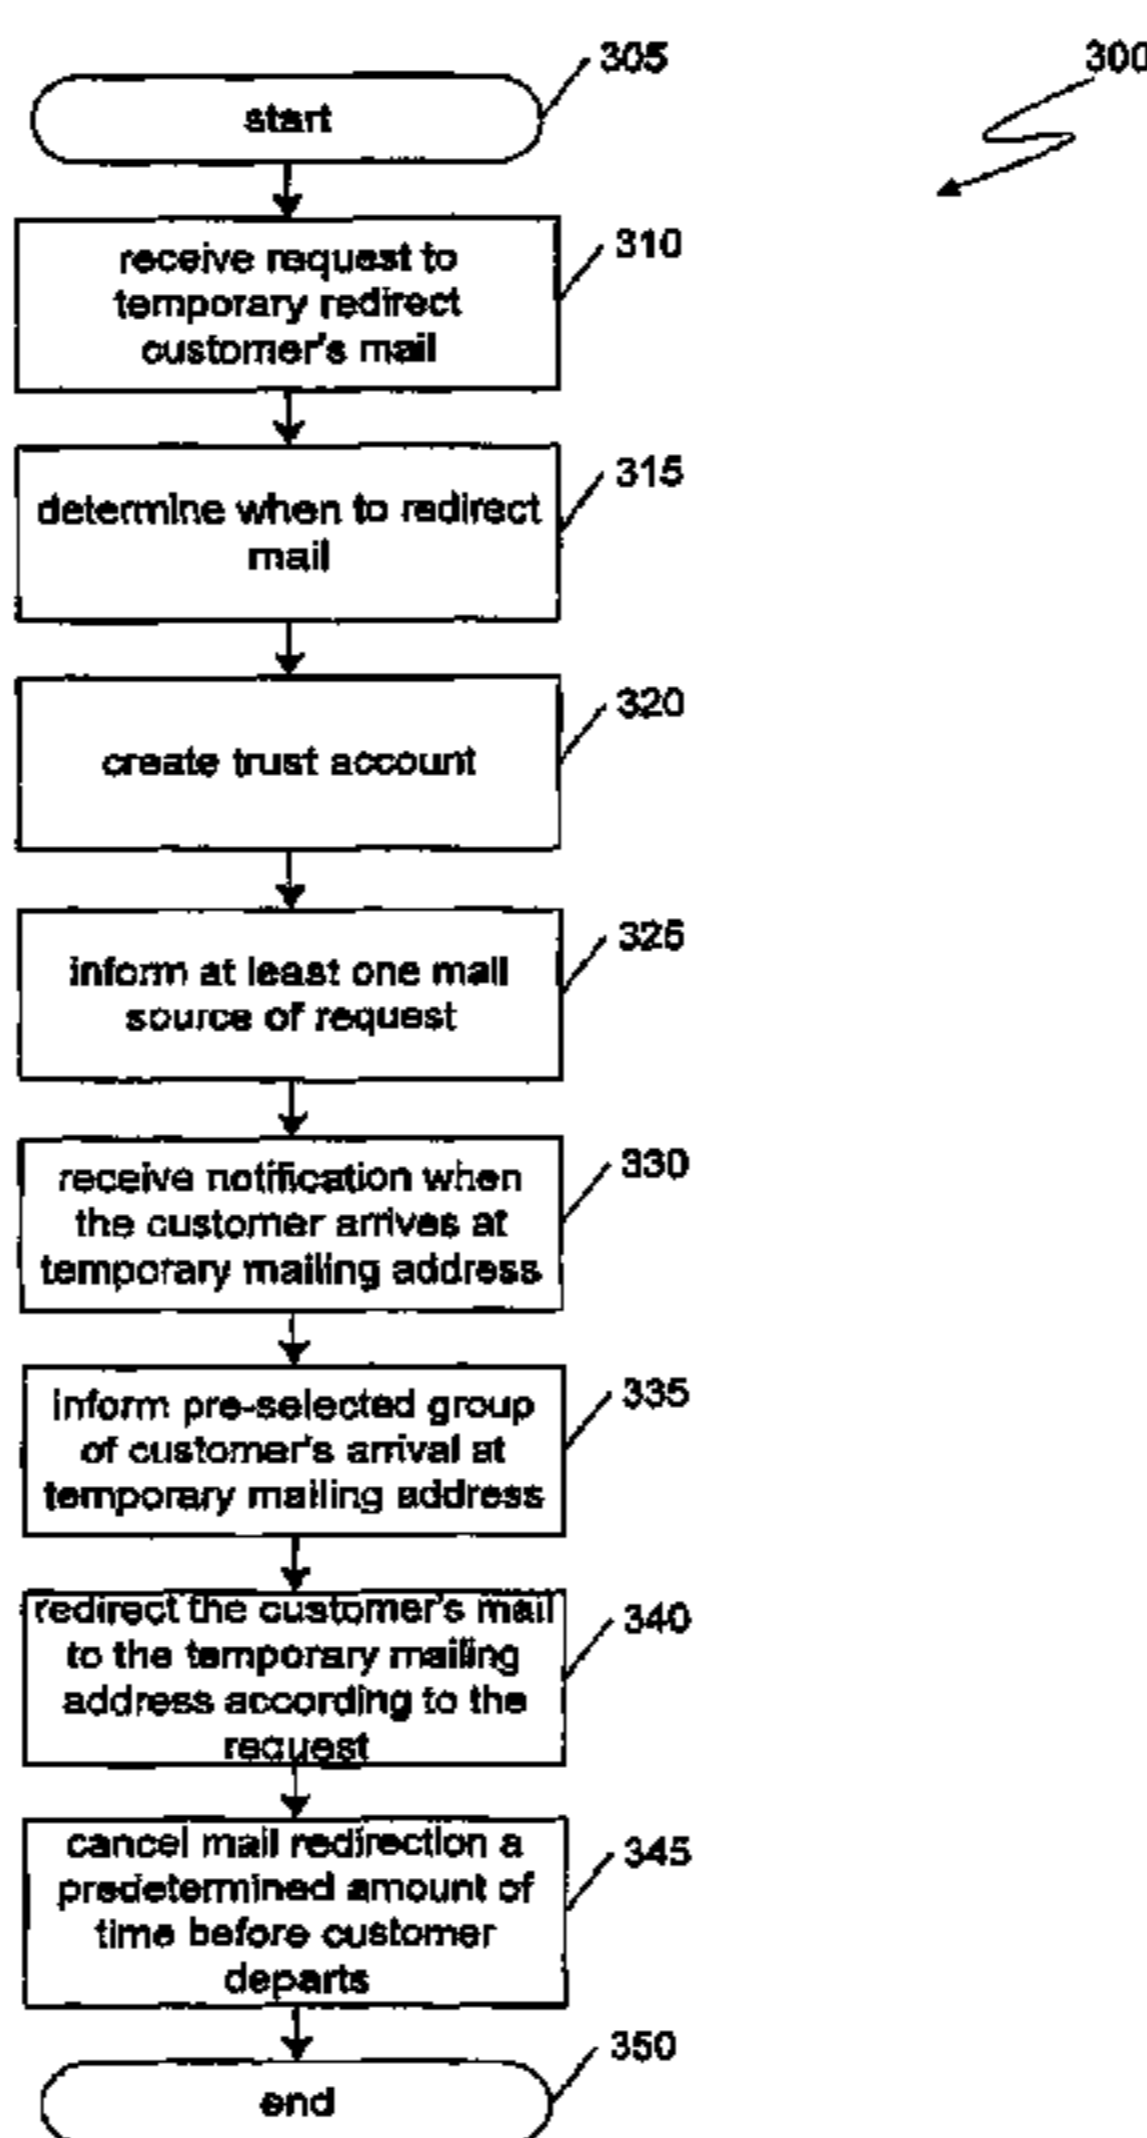 305
300
start
310
receive request to
temporary redirect
customer's mail
315
determine when to redirect
mail
320
create trust account
325
inform at least one mail
source of request
330
receive notification when
the customer arrives at
temporary mailing address
335
inform pre-selected group
of customer's arrival at
temporary mailing address
340
redirect the customer's mail
to the temporary mailing
address according to the
request
345
cancel mail redirection a
predetermined amount of
time before customer
departs
350
end